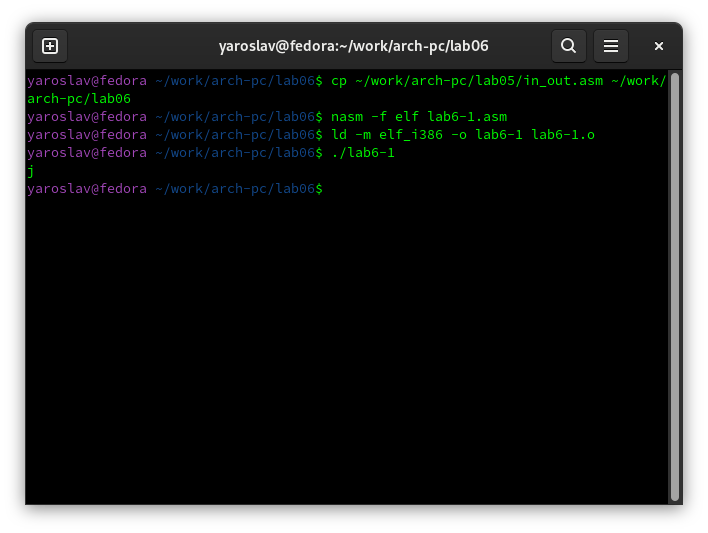 yaroslav@fedora:~/work/arch-pc/lab06
yaroslav@fedora ~/work/arch-pc/lab06$ cp ~/work/arch-pc/lab05/in_out.asm ~/work/
arch-pc/lab06
yaroslav@fedora ~/work/arch-pc/lab06$ nasm -f elf lab6-1.asm
yaroslav@fedora ~/work/arch-pc/lab06$ ld -m elf_i386 -o lab6-1 lab6-1.o
yaroslav@fedora ~/work/arch-pc/lab06$ ./lab6-1
j
yaroslav@fedora ~/work/arch-pc/lab06$